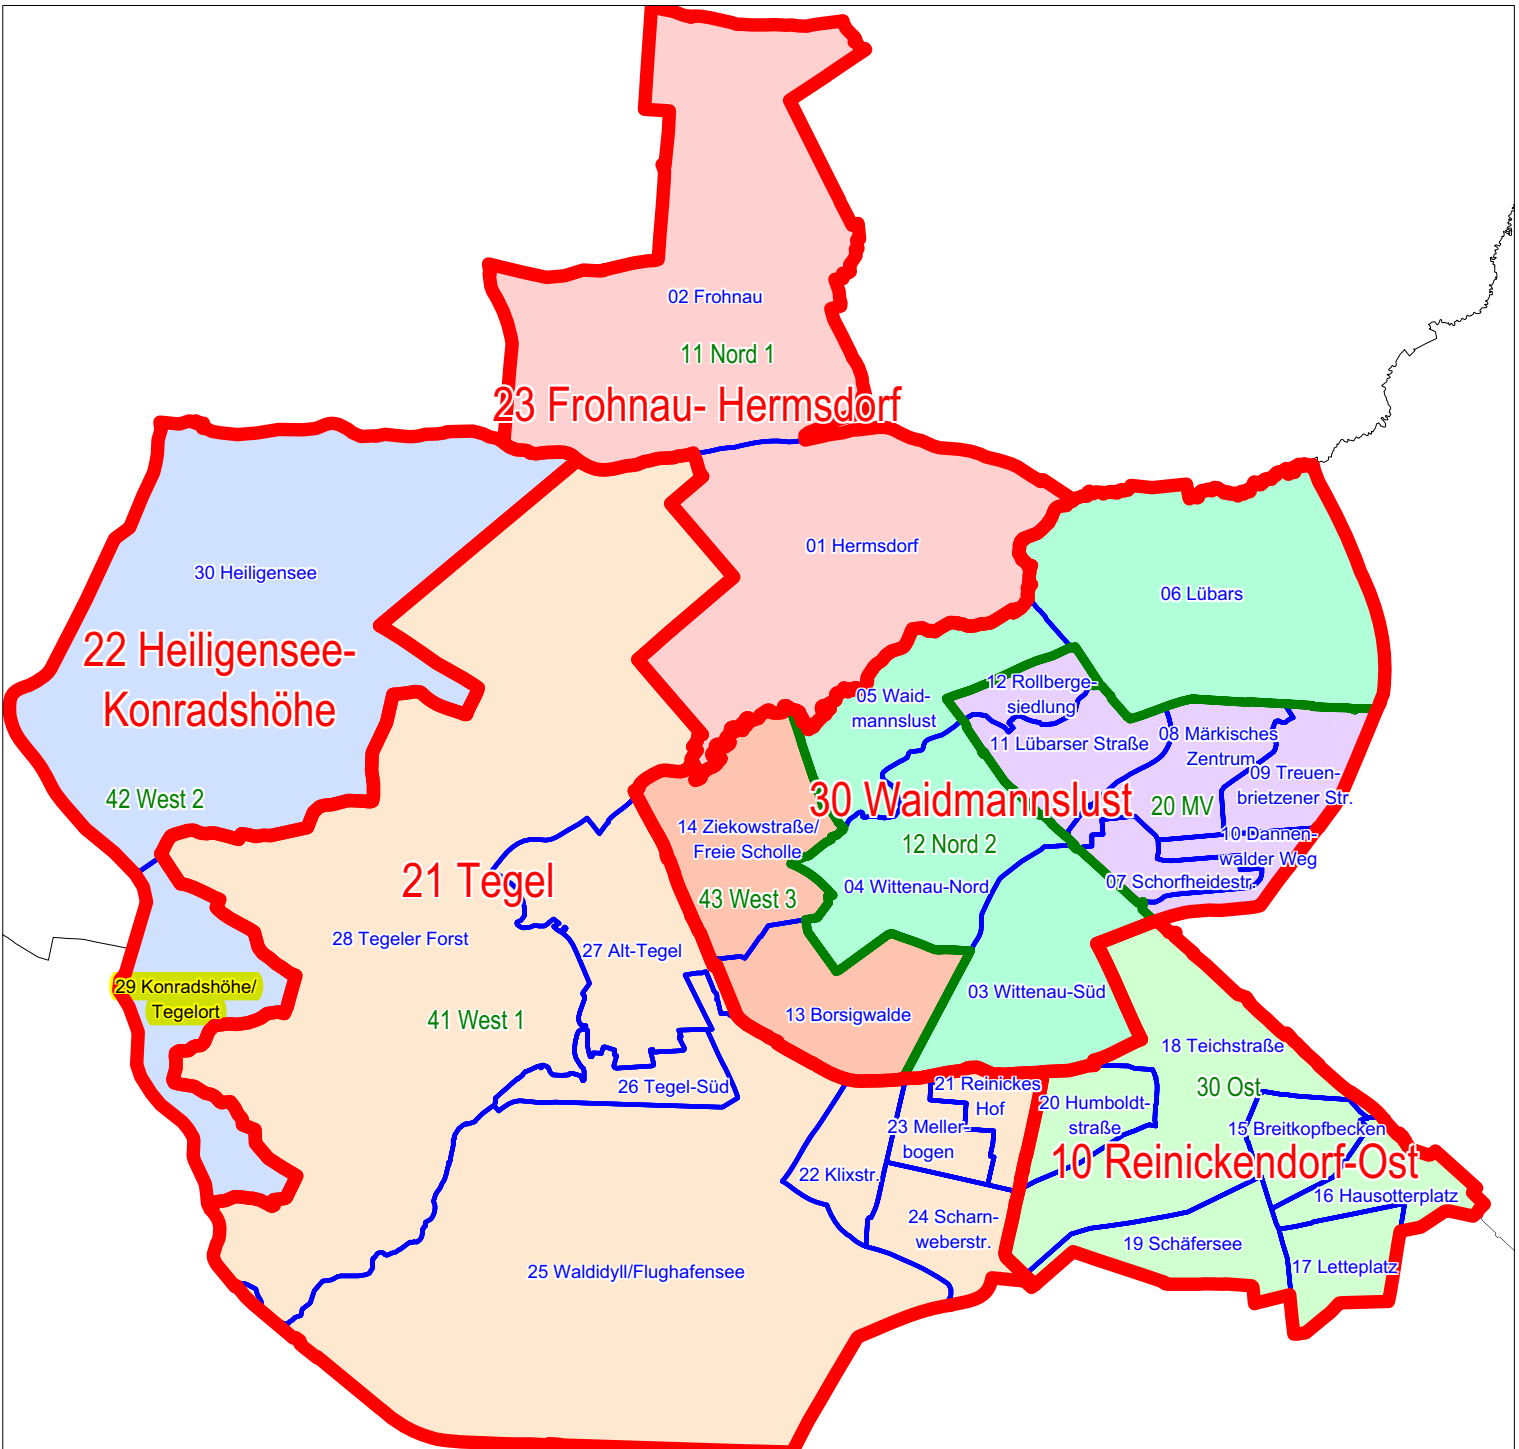 02 Frohnau
11 Nord 1
23 Frohnau- Hermsdorf
01 Hermsdorf
30 Heiligensee
06 Lübars
22 Heiligensee-
Konradshöhe
42 West 2
05 Waid-
mannslust
12 Rollberge-
siedlung
11 Lübarser Straße
08 Märkisches
Zentrum
09 Treuen-
brietzener Str.
30 Waidmannslust
20 MV
14 Ziekowstraße/
Freie Scholle
12 Nord 2
10 Dannen-
walder Weg
21 Tegel
43 West 3
04 Wittenau-Nord
07 Schorfheidestr.
28 Tegeler Forst
27 Alt-Tegel
29 Konradshöhe/
Tegelort
41 West 1
13 Borsigwalde
03 Wittenau-Süd
18 Teichstraße
26 Tegel-Süd
21 Reinickes
Hof
30 Ost
20 Humboldt-
straße
23 Meller-
bogen
15 Breitkopfbecken
10 Reinickendorf-Ost
22 Klixstr.
16 Hausotterplatz
24 Scharn-
weberstr.
19 Schäfersee
25 Waldidyll/Flughafensee
17 Letteplatz